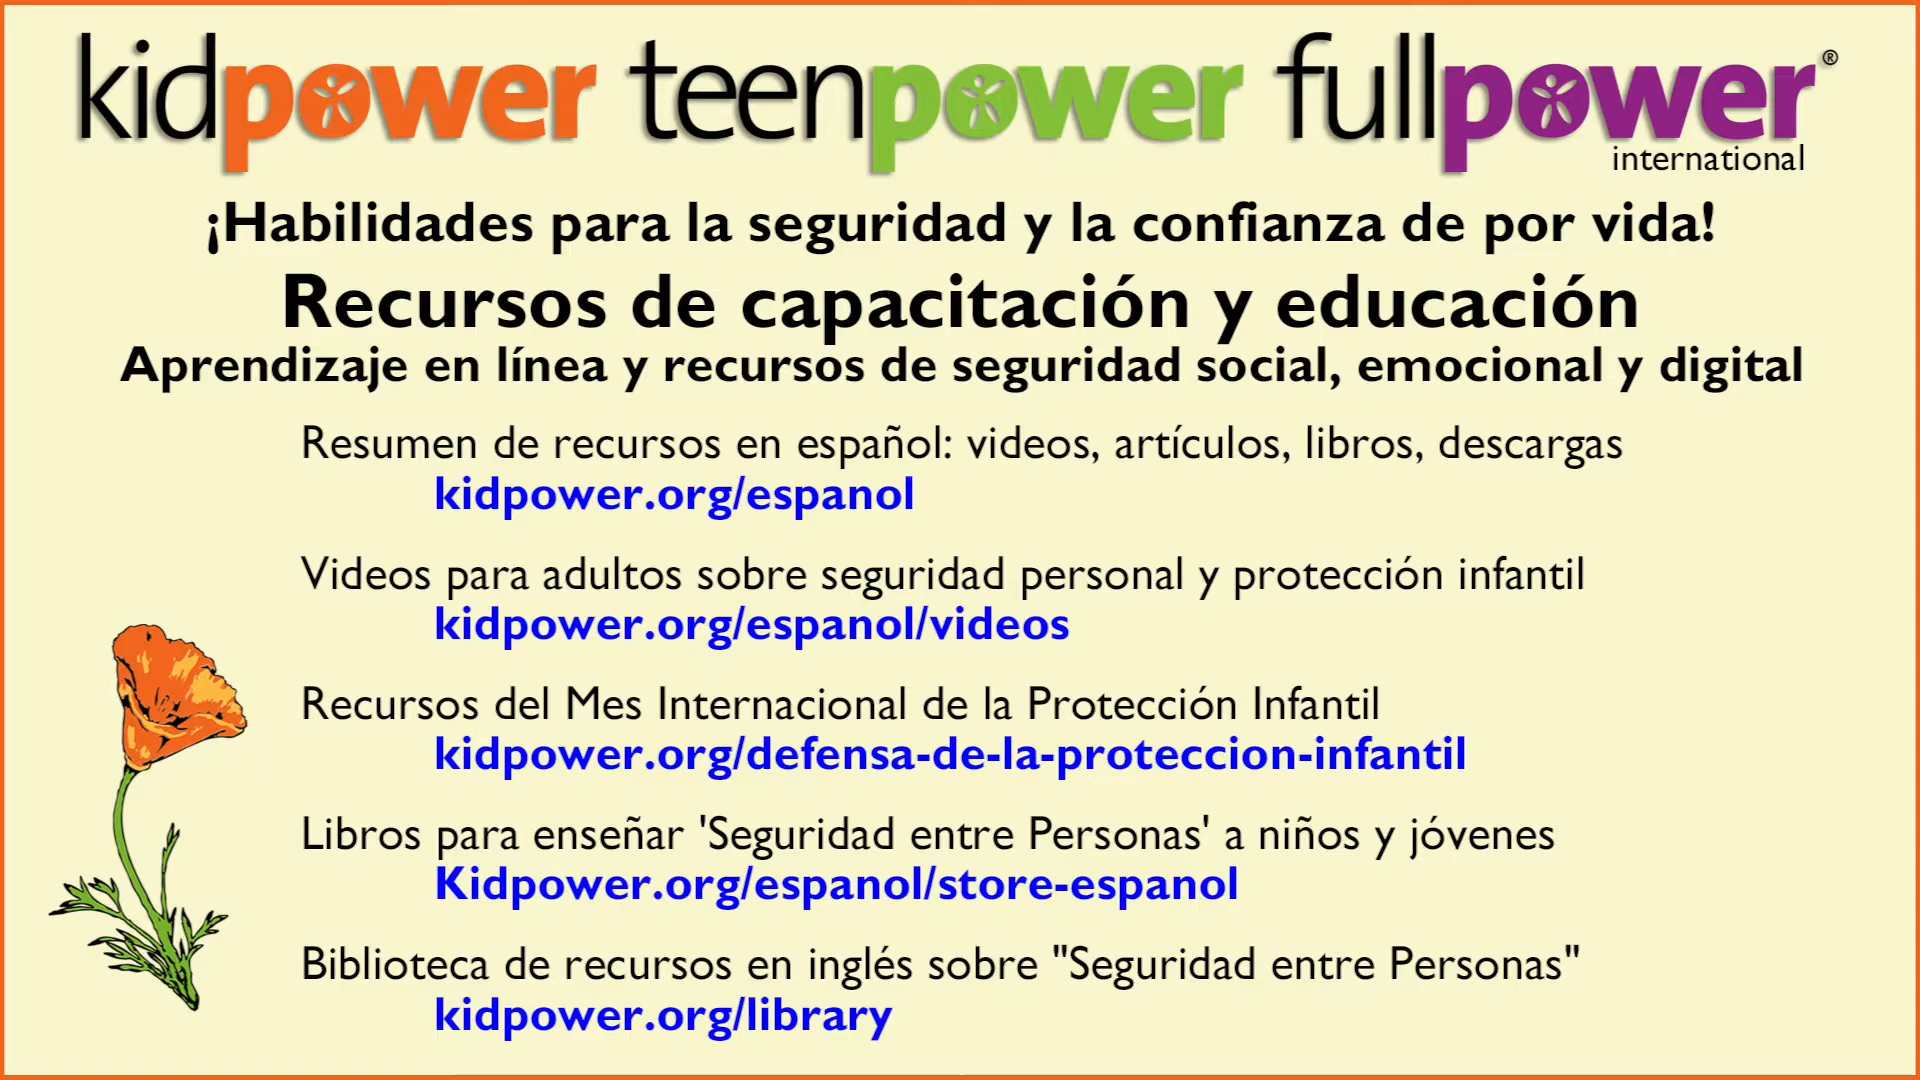 kidpower teenpower fullpower®
international
¡Habilidades para la seguridad y la confianza de por vida!
Recursos de capacitación y educación
Aprendizaje en línea y recursos de seguridad social, emocional y digital
Resumen de recursos en español: videos, artículos, libros, descargas
kidpower.org/espanol
Videos para adultos sobre seguridad personal y protección infantil
kidpower.org/espanol/videos
Recursos del Mes Internacional de la Protección Infantil
kidpower.org/defensa-de-la-proteccion-infantil
Libros para enseñar 'Seguridad entre Personas' a niños y jóvenes
Kidpower.org/espanol/store-espanol
Biblioteca de recursos en inglés sobre "Seguridad entre Personas"
kidpower.org/library